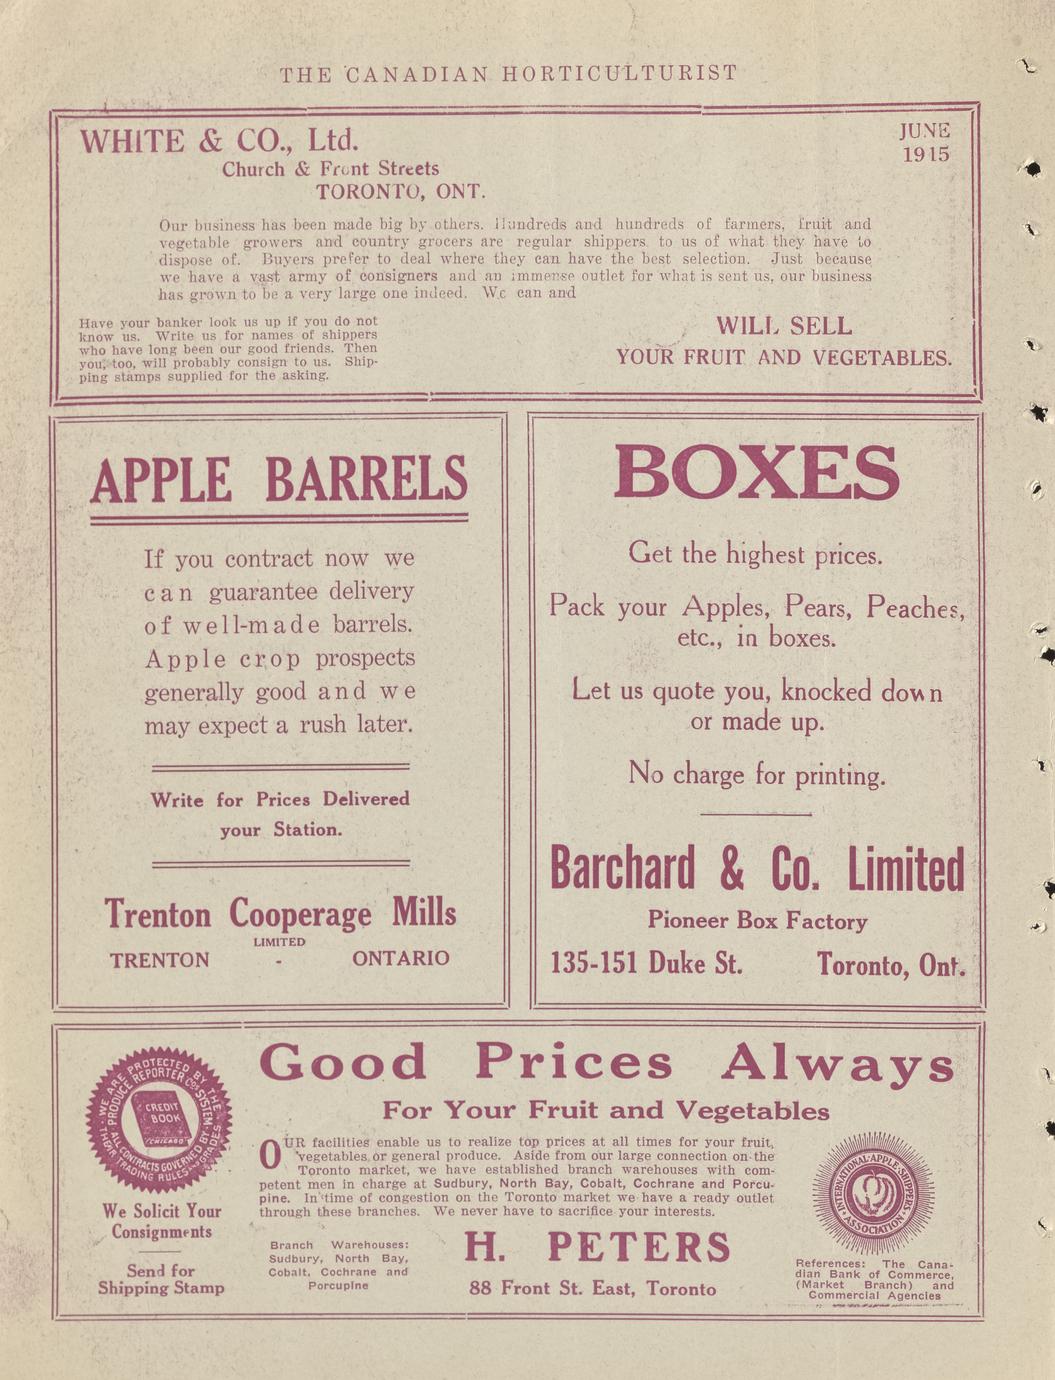 THE CANADIAN HORTICULTURIST
WHITE & CO., Ltd.
Church & Front Streets
TORONTO, ONT.
JUNE
1915
Our business has been made big by others. Hundreds and hundreds of farmers, fruit and
vegetable growers and country grocers are regular shippers to us of what they have to
dispose of. Buyers prefer to deal where they can have the best selection. Just because
we have a vast army of consigners and an immense outlet for what is sent us, our business
has grown to be a very large one indeed. We can and
Have your banker look us up if you do not
know us. Write us for names of shippers
who have long been our good friends. Then
you, too, will probably consign to us. Ship-
ping stamps supplied for the asking.
WILL SELL
YOUR FRUIT AND VEGETABLES.
APPLE BARRELS
If you contract now we
can guarantee delivery
of well-made barrels.
Apple crop prospects
generally good and we
may expect a rush later.
Write for Prices Delivered
your Station.
Trenton Cooperage Mills
LIMITED
TRENTON - ONTARIO
BOXES
Get the highest prices.
Pack your Apples, Pears, Peaches,
etc., in boxes.
Let us quote you, knocked down
or made up.
No charge for printing.
Barchard & Co. Limited
Pioneer Box Factory
135-151 Duke St. Toronto, Ont.
WE ARE PROTECTED BY THE
PRODUCE REPORTER CO'S SYSTEM
CREDIT
BOOK
CHICAGO
ALL CONTRACTS GOVERNED BY
THEIR TRADING RULES & GRADES
We Solicit Your
Consignments
Send for
Shipping Stamp
Good Prices Always
For Your Fruit and Vegetables
OUR facilities enable us to realize top prices at all times for your fruit,
vegetables or general produce. Aside from our large connection on the
Toronto market, we have established branch warehouses with com-
petent men in charge at Sudbury, North Bay, Cobalt, Cochrane and Porcu-
pine. In time of congestion on the Toronto market we have a ready outlet
through these branches. We never have to sacrifice your interests.
Branch Warehouses:
Sudbury, North Bay,
Cobalt, Cochrane and
Porcupine
H. PETERS
88 Front St. East, Toronto
INTERNATIONAL APPLE SHIPPERS
ASSOCIATION
References: The Cana-
dian Bank of Commerce,
(Market Branch) and
Commercial Agencies